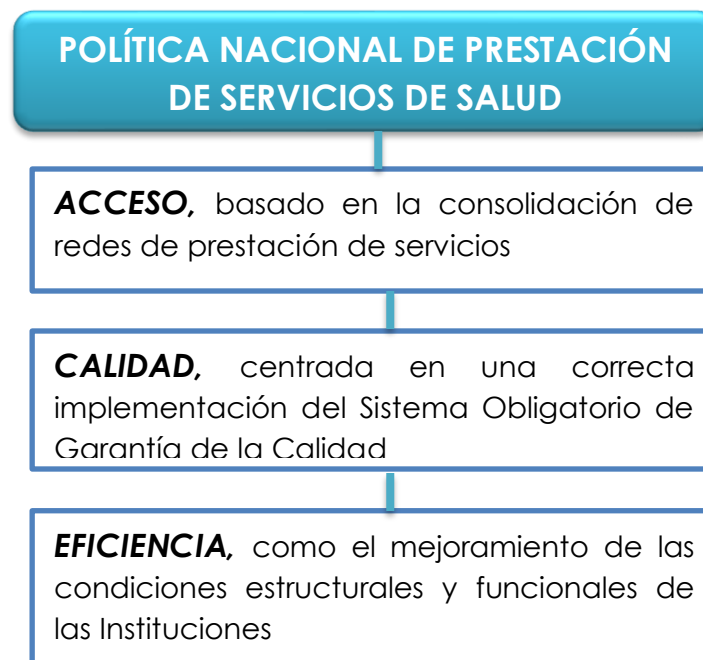 POLÍTICA NACIONAL DE PRESTACIÓN
DE SERVICIOS DE SALUD
ACCESO, basado en la consolidación de
redes de prestación de servicios
CALIDAD, centrada en una correcta
implementación del Sistema Obligatorio de
Garantía de la Calidad
EFICIENCIA, como el mejoramiento de las
condiciones estructurales y funcionales de
las Instituciones